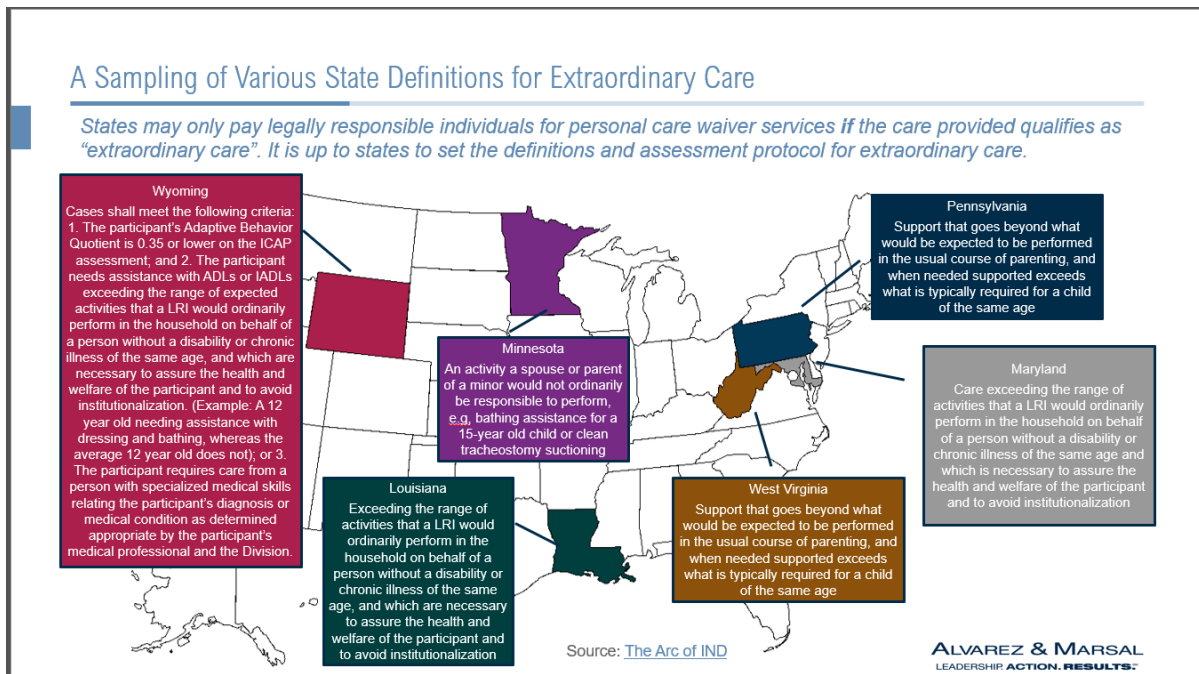 A Sampling of Various State Definitions for Extraordinary Care
States may only pay legally responsible individuals for personal care waiver services if the care provided qualifies as
“extraordinary care”. It is up to states to set the definitions and assessment protocol for extraordinary care.
Wyoming
Cases shall meet the following criteria:
1. The participant’s Adaptive Behavior
Quotient is 0.35 or lower on the ICAP
assessment; and 2. The participant
needs assistance with ADLs or IADLs
exceeding the range of expected
activities that a LRI would ordinarily
perform in the household on behalf of
a person without a disability or chronic
illness of the same age, and which are
necessary to assure the health and
welfare of the participant and to avoid
institutionalization. (Example: A 12
year old needing assistance with
dressing and bathing, whereas the
average 12 year old does not); or 3.
The participant requires care from a
person with specialized medical skills
relating the participant’s diagnosis or
medical condition as determined
appropriate by the participant’s
medical professional and the Division.
Minnesota
An activity a spouse or parent
of a minor would not ordinarily
be responsible to perform,
e.g, bathing assistance for a
15-year old child or clean
tracheostomy suctioning
Louisiana
Exceeding the range of
activities that a LRI would
ordinarily perform in the
household on behalf of a
person without a disability or
chronic illness of the same
age, and which are necessary
to assure the health and
welfare of the participant and
to avoid institutionalization
Pennsylvania
Support that goes beyond what
would be expected to be performed
in the usual course of parenting, and
when needed supported exceeds
what is typically required for a child
of the same age
Maryland
Care exceeding the range of
activities that a LRI would ordinarily
perform in the household on behalf
of a person without a disability or
chronic illness of the same age and
which is necessary to assure the
health and welfare of the participant
and to avoid institutionalization
West Virginia
Support that goes beyond what
would be expected to be performed
in the usual course of parenting, and
when needed supported exceeds
what is typically required for a child
of the same age
Source: The Arc of IND
ALVAREZ & MARSAL
LEADERSHIP. ACTION. RESULTS.™